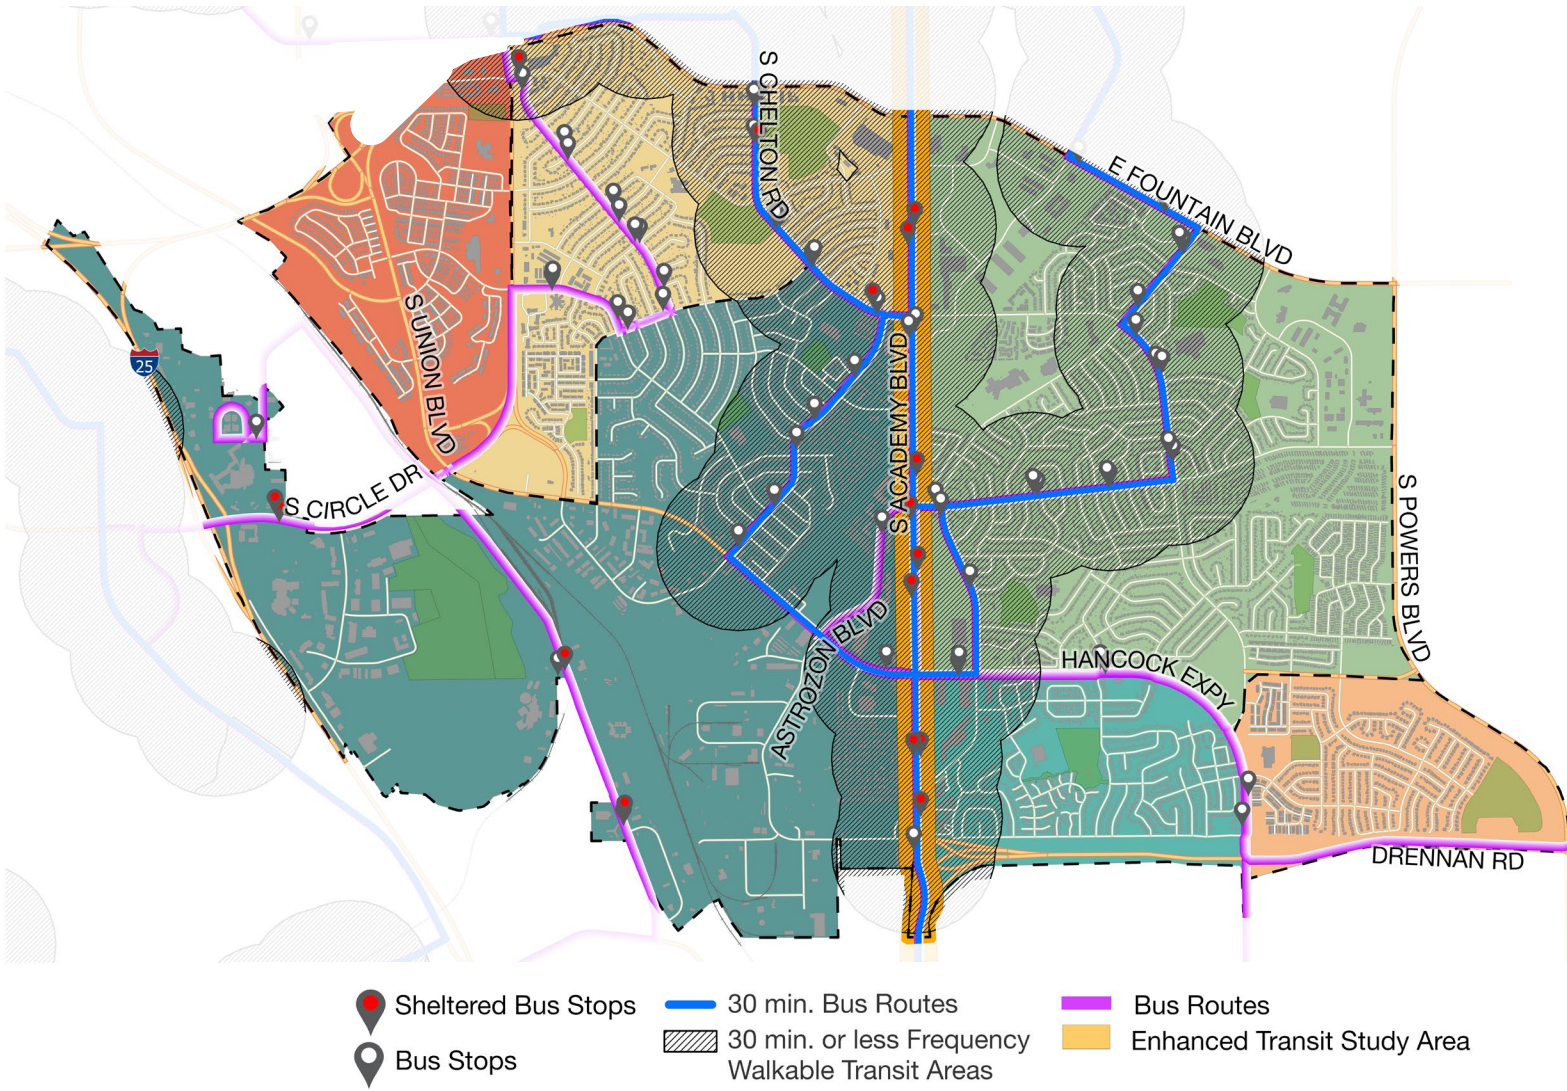 S CHELTON RD
E FOUNTAIN BLVD
25
S UNION BLVD
S ACADEMY BLVD
S CIRCLE DR
S POWERS BLVD
ASTROZON BLVD
HANCOCK EXPY
DRENNAN RD
Sheltered Bus Stops
30 min. Bus Routes
Bus Routes
30 min. or less Frequency
Walkable Transit Areas
Enhanced Transit Study Area
Bus Stops